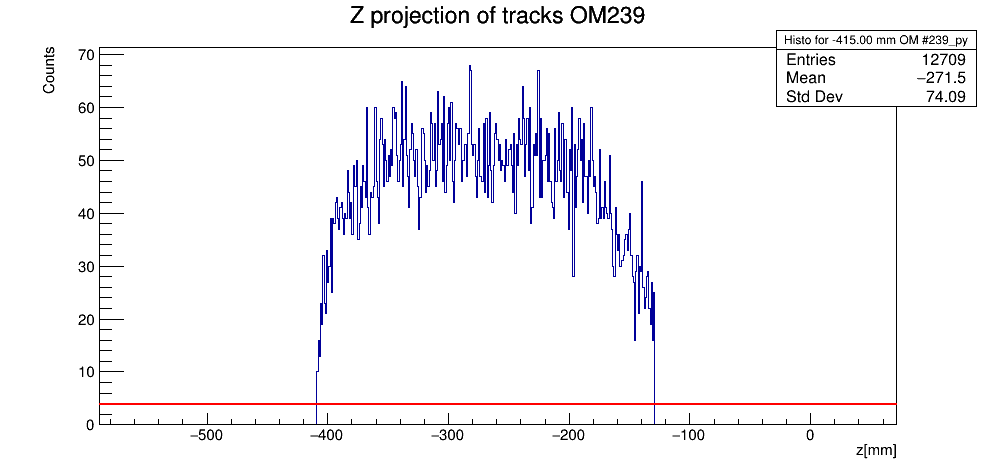 Z projection of tracks OM239
Histo for -415.00 mm OM #239_py
Entries 12709
Mean −271.5
Std Dev 74.09
Counts
70
60
50
40
30
20
10
0
−500 −400 −300 −200 −100 0
z[mm]